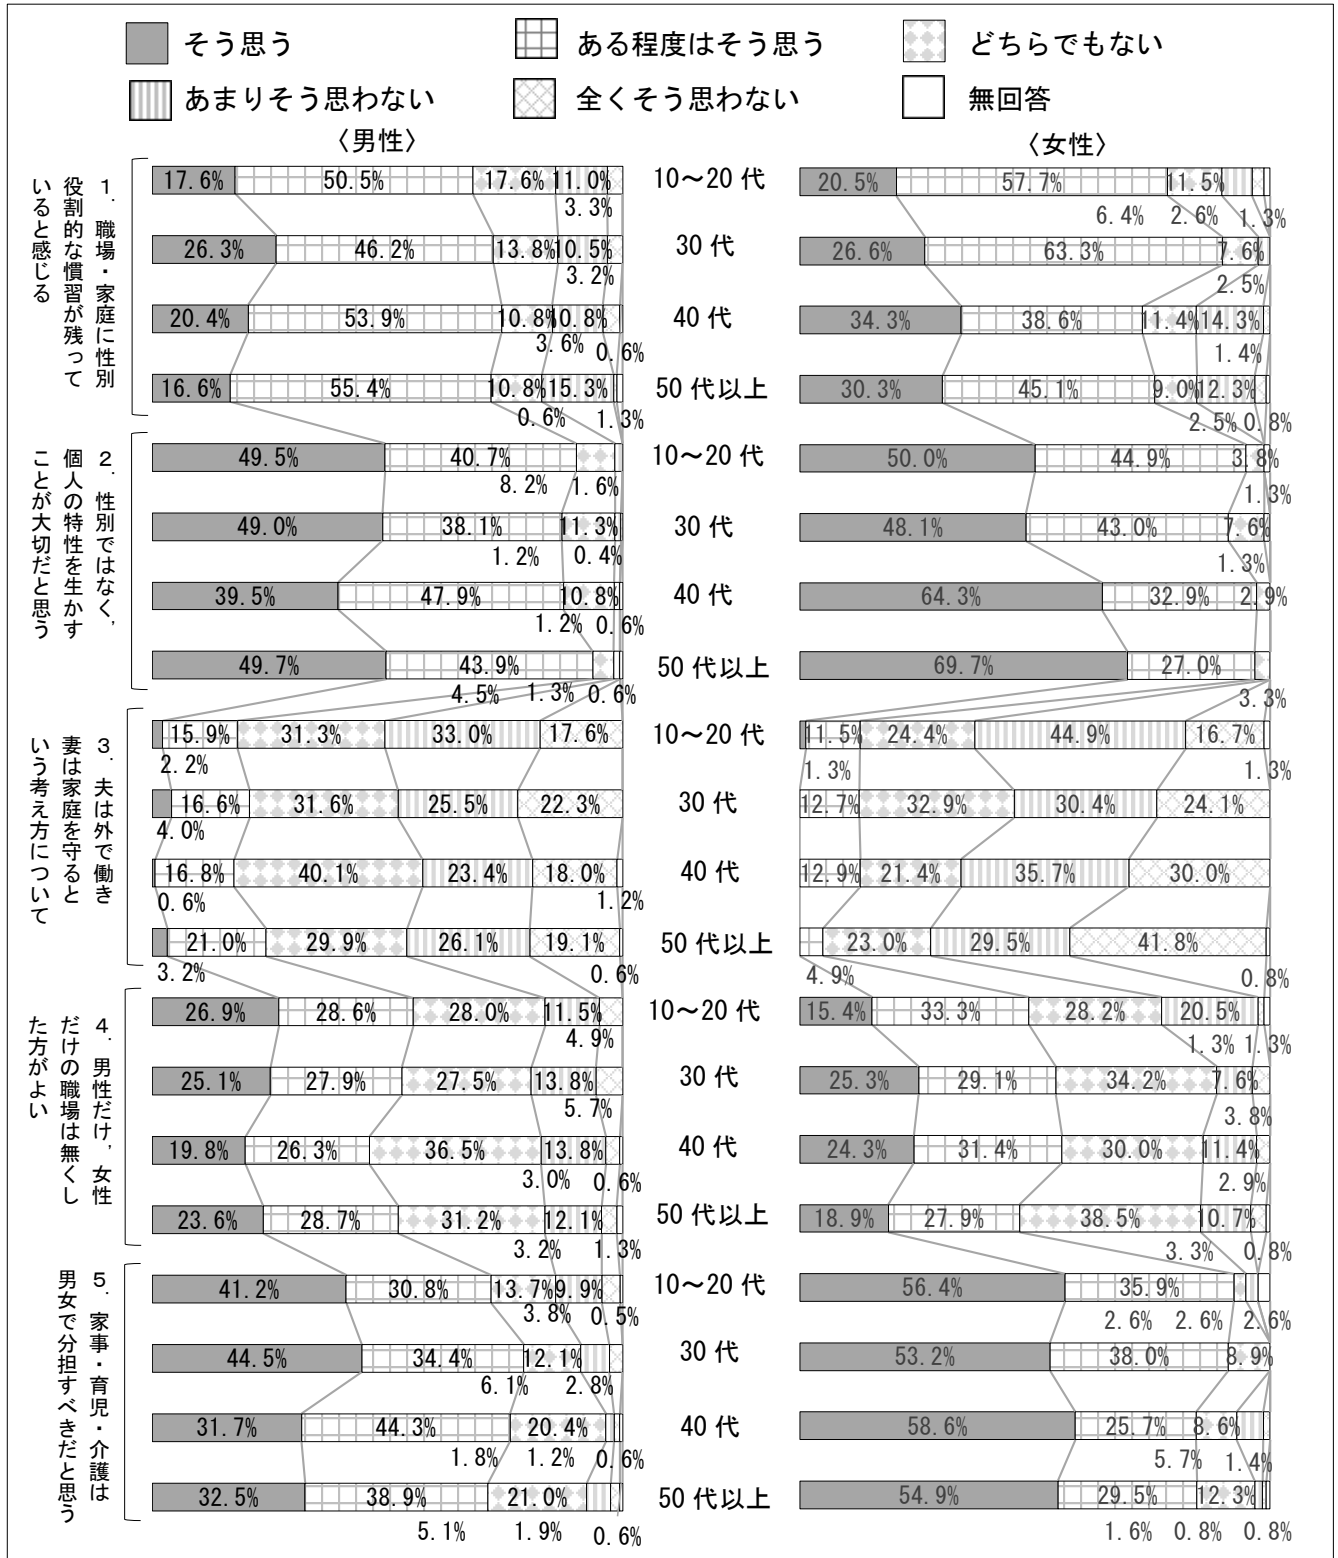 そう思う ある程度はそう思う どちらでもない
あまりそう思わない 全くそう思わない 無回答
〈男性〉 〈女性〉
1. 職場・家庭に性別
役割的な慣習が残って
いると感じる
17.6% 50.5% 17.6% 11.0% 10~20代 20.5% 57.7% 11.5%
3.3% 6.4% 2.6% 1.3%
26.3% 46.2% 13.8% 10.5% 30代 26.6% 63.3% 7.6%
3.2% 2.5%
20.4% 53.9% 10.8% 10.8% 40代 34.3% 38.6% 11.4% 14.3%
3.6% 0.6% 1.4%
16.6% 55.4% 10.8% 15.3% 50代以上 30.3% 45.1% 9.0% 12.3%
0.6% 1.3% 2.5% 0.8%
2. 性別ではなく,
個人の特性を生かす
ことが大切だと思う
49.5% 40.7% 10~20代 50.0% 44.9% 3.8%
8.2% 1.6% 1.3%
49.0% 38.1% 11.3% 30代 48.1% 43.0% 7.6%
1.2% 0.4% 1.3%
39.5% 47.9% 10.8% 40代 64.3% 32.9% 2.9%
1.2% 0.6%
49.7% 43.9% 50代以上 69.7% 27.0%
4.5% 1.3% 0.6% 3.3%
3. 夫は外で働き
妻は家庭を守ると
いう考え方について
15.9% 31.3% 33.0% 17.6% 10~20代 11.5% 24.4% 44.9% 16.7%
2.2% 1.3% 1.3%
16.6% 31.6% 25.5% 22.3% 30代 12.7% 32.9% 30.4% 24.1%
4.0%
16.8% 40.1% 23.4% 18.0% 40代 12.9% 21.4% 35.7% 30.0%
0.6% 1.2%
21.0% 29.9% 26.1% 19.1% 50代以上 23.0% 29.5% 41.8%
3.2% 0.6% 4.9% 0.8%
4. 男性だけ, 女性
だけの職場は無くし
た方がよい
26.9% 28.6% 28.0% 11.5% 10~20代 15.4% 33.3% 28.2% 20.5%
4.9% 1.3% 1.3%
25.1% 27.9% 27.5% 13.8% 30代 25.3% 29.1% 34.2% 7.6%
5.7% 3.8%
19.8% 26.3% 36.5% 13.8% 40代 24.3% 31.4% 30.0% 11.4%
3.0% 0.6% 2.9%
23.6% 28.7% 31.2% 12.1% 50代以上 18.9% 27.9% 38.5% 10.7%
3.2% 1.3% 3.3% 0.8%
5. 家事・育児・介護は
男女で分担すべきだと思う
41.2% 30.8% 13.7% 9.9% 10~20代 56.4% 35.9%
3.8% 0.5% 2.6% 2.6% 2.6%
44.5% 34.4% 12.1% 30代 53.2% 38.0% 8.9%
6.1% 2.8%
31.7% 44.3% 20.4% 40代 58.6% 25.7% 8.6%
1.8% 1.2% 0.6% 5.7% 1.4%
32.5% 38.9% 21.0% 50代以上 54.9% 29.5% 12.3%
5.1% 1.9% 0.6% 1.6% 0.8% 0.8%